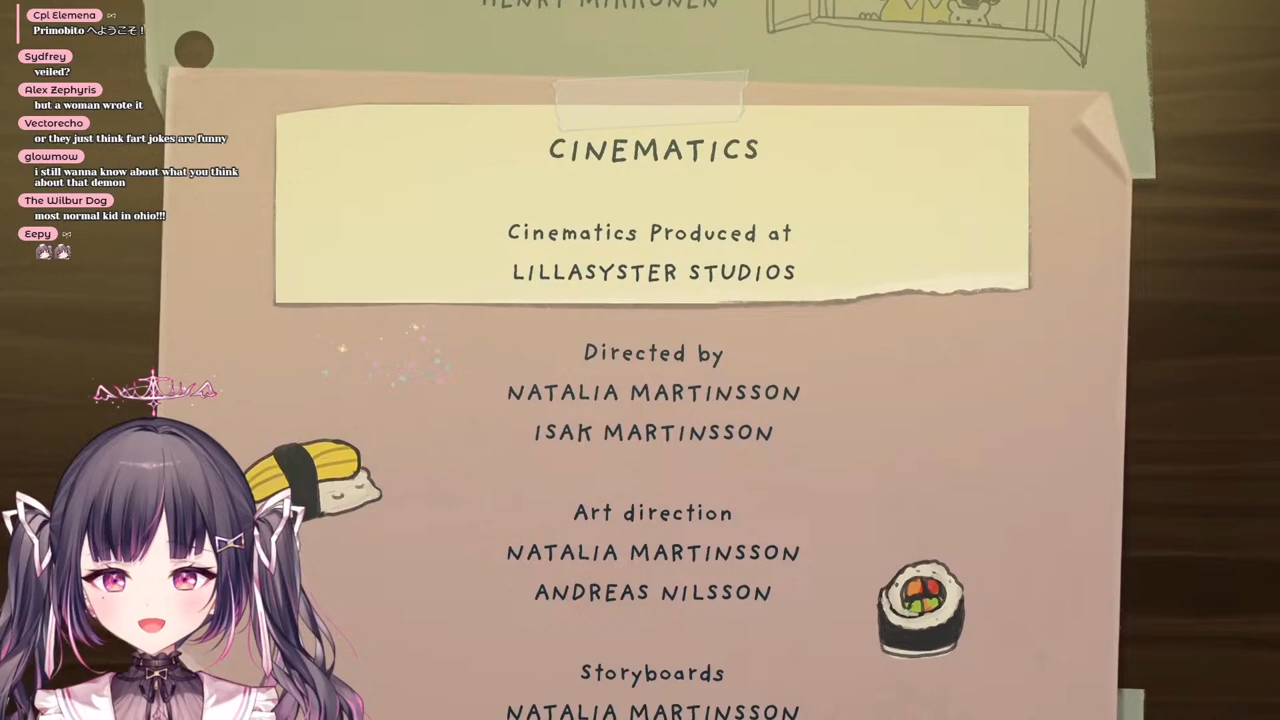 Cpl Elemena
Primobito へようこそ！
Sydfrey
veiled?
Alex Zephyris
but a woman wrote it
Vectorecho
or they just think fart jokes are funny
glowmow
i still wanna know about what you think
about that demon
The Wilbur Dog
most normal kid in ohio!!!
Eepy
HENRY MIKKONEN
CINEMATICS
Cinematics Produced at
LILLASYSTER STUDIOS
Directed by
NATALIA MARTINSSON
ISAK MARTINSSON
Art direction
NATALIA MARTINSSON
ANDREAS NILSSON
Storyboards
NATALIA MARTINSSON